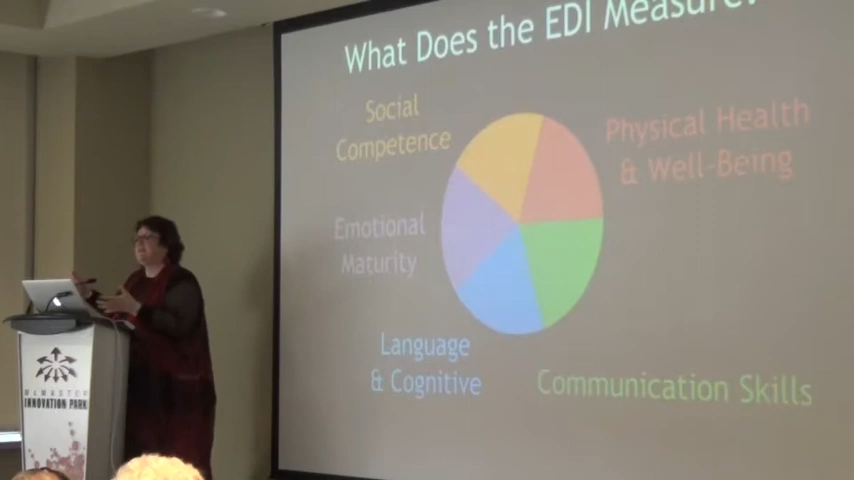 What Does the EDI Measure?
Social
Competence
Physical Health
& Well-Being
Emotional
Maturity
Language
& Cognitive
Communication Skills
INNOVATION PARK